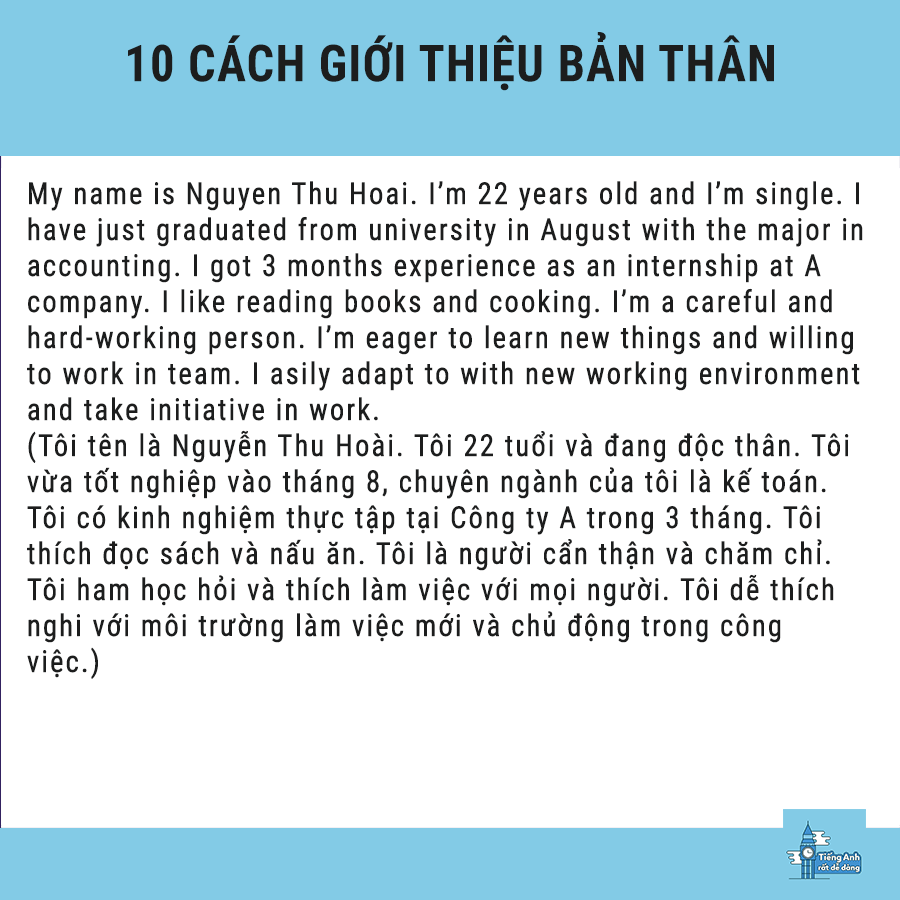 10 CÁCH GIỚI THIỆU BẢN THÂN
My name is Nguyen Thu Hoai. I’m 22 years old and I’m single. I
have just graduated from university in August with the major in
accounting. I got 3 months experience as an internship at A
company. I like reading books and cooking. I’m a careful and
hard-working person. I’m eager to learn new things and willing
to work in team. I asily adapt to with new working environment
and take initiative in work.
(Tôi tên là Nguyễn Thu Hoài. Tôi 22 tuổi và đang độc thân. Tôi
vừa tốt nghiệp vào tháng 8, chuyên ngành của tôi là kế toán.
Tôi có kinh nghiệm thực tập tại Công ty A trong 3 tháng. Tôi
thích đọc sách và nấu ăn. Tôi là người cẩn thận và chăm chỉ.
Tôi ham học hỏi và thích làm việc với mọi người. Tôi dễ thích
nghi với môi trường làm việc mới và chủ động trong công
việc.)
Tiếng Anh
rất dễ dàng